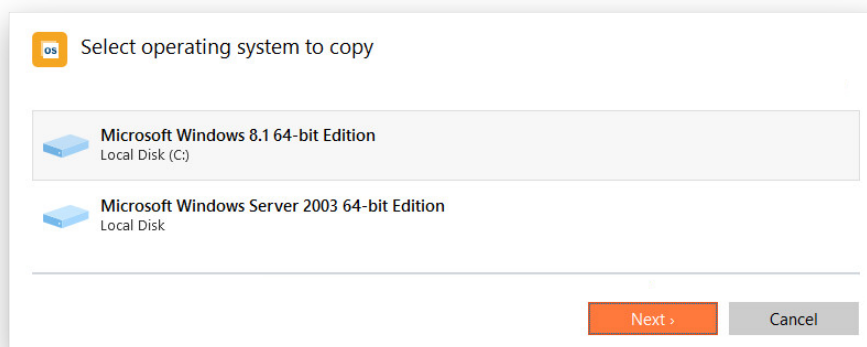 os
Select operating system to copy
Microsoft Windows 8.1 64-bit Edition
Local Disk (C:)
Microsoft Windows Server 2003 64-bit Edition
Local Disk
Next ›
Cancel